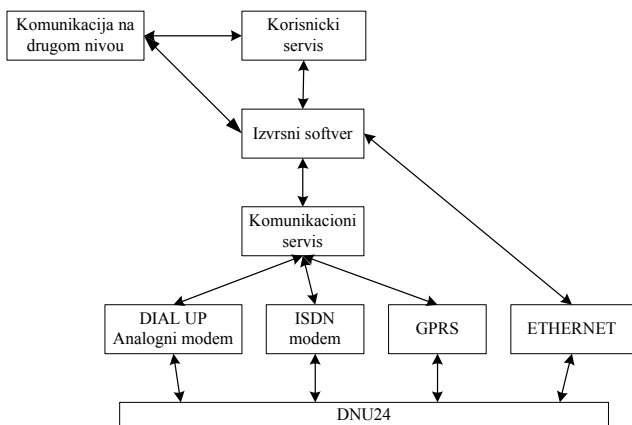 Komunikacija na
drugom nivou
Korisnicki
servis
Izvrsni softver
Komunikacioni
servis
DIAL UP
Analogni modem
ISDN
modem
GPRS
ETHERNET
DNU24